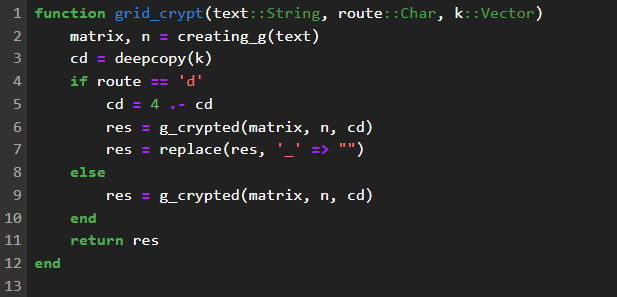 1 function grid_crypt(text::String, route::Char, k::Vector)
2     matrix, n = creating_g(text)
3     cd = deepcopy(k)
4     if route == 'd'
5         cd = 4 .- cd
6         res = g_crypted(matrix, n, cd)
7         res = replace(res, '_' => "")
8     else
9         res = g_crypted(matrix, n, cd)
10     end
11     return res
12 end
13